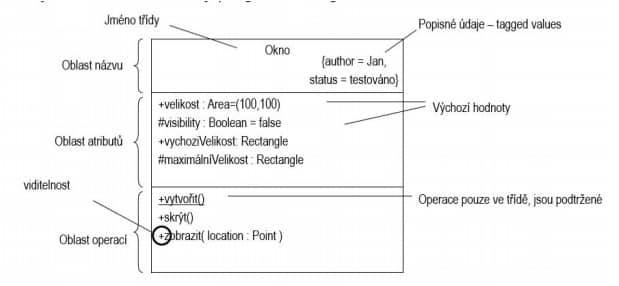 Jméno třídy
Popisné údaje – tagged values
Okno
{author = Jan,
status = testováno}
Oblast názvu
+velikost : Area=(100,100)
#visibility : Boolean = false
+vychoziVelikost: Rectangle
#maximálníVelikost : Rectangle
Výchozí hodnoty
Oblast atributů
viditelnost
+vytvořit()
+skrýt()
+zobrazit( location : Point )
Operace pouze ve třídě, jsou podtržené
Oblast operací